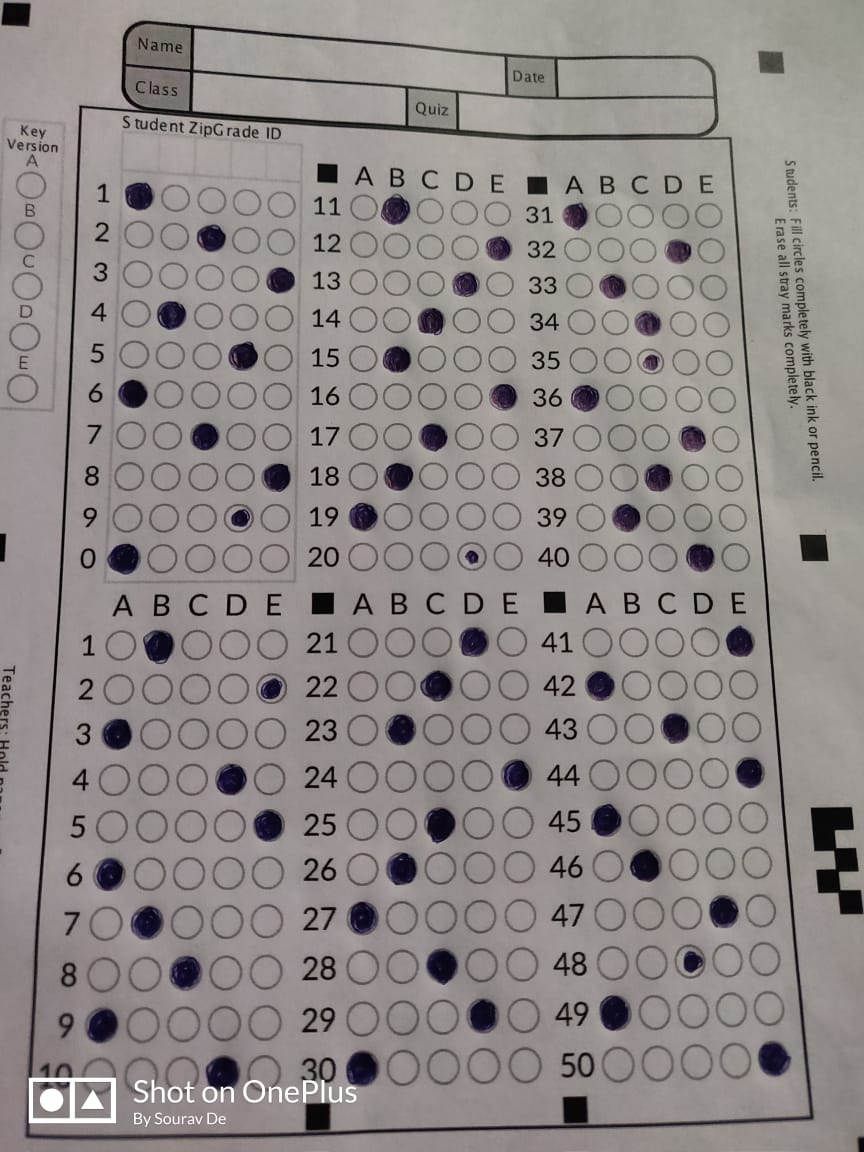 Name
Date
Class
Quiz
Key
Version
A
B
C
D
E
Student ZipGrade ID
1
2
3
4
5
6
7
8
9
0
A B C D E
11
12
13
14
15
16
17
18
19
20
A B C D E
31
32
33
34
35
36
37
38
39
40
Students: Fill circles completely with black ink or pencil.
Erase all stray marks completely.
A B C D E
1
2
3
4
5
6
7
8
9
10
A B C D E
21
22
23
24
25
26
27
28
29
30
A B C D E
41
42
43
44
45
46
47
48
49
50
Teachers: Hold
Shot on OnePlus
By Sourav De